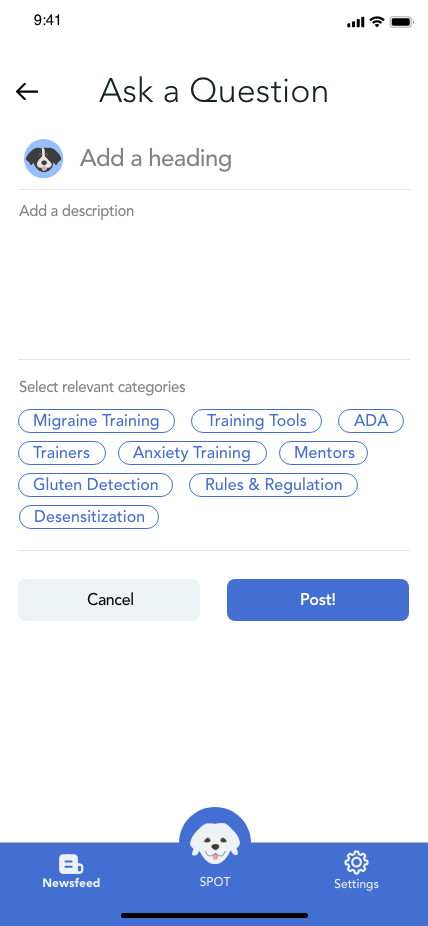 9:41
Ask a Question
Add a heading
Add a description
Select relevant categories
Migraine Training Training Tools ADA
Trainers Anxiety Training Mentors
Gluten Detection Rules & Regulation
Desensitization
Cancel Post!
Newsfeed SPOT Settings